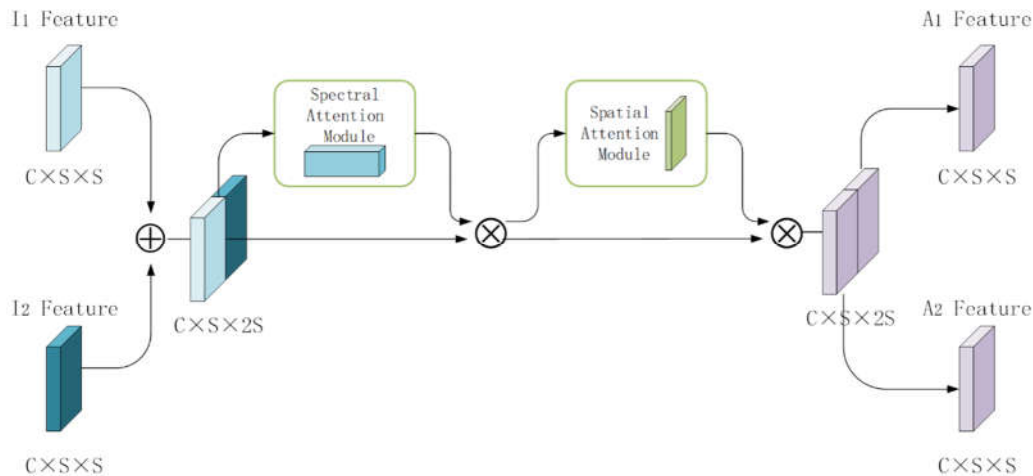 I1 Feature
A1 Feature
Spectral
Attention
Module
Spatial
Attention
Module
C×S×S
C×S×S
I2 Feature
C×S×2S
C×S×2S
A2 Feature
C×S×S
C×S×S